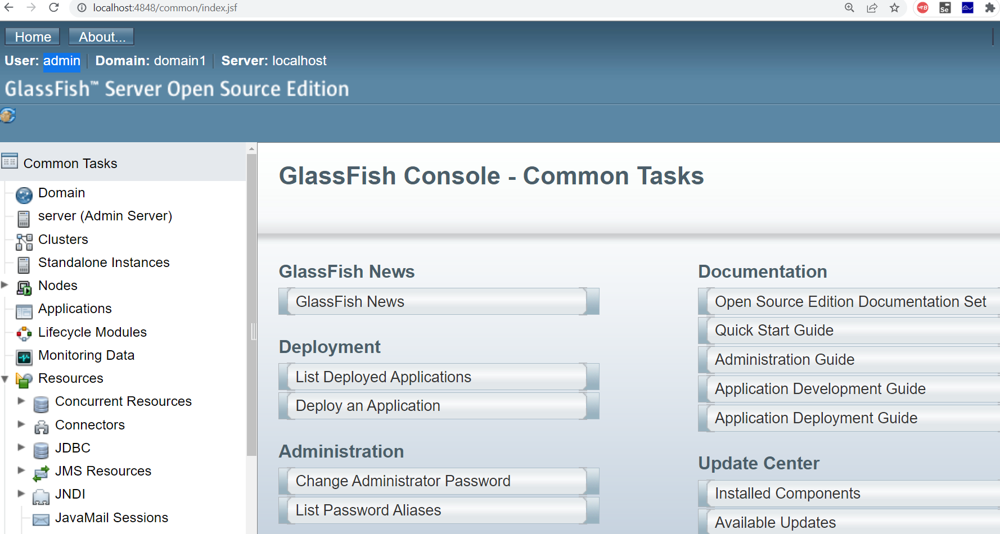 localhost:4848/common/index.jsf
B
Se
Home About...
User: admin Domain: domain1 Server: localhost
GlassFish™ Server Open Source Edition
Common Tasks
Domain
server (Admin Server)
Clusters
Standalone Instances
Nodes
Applications
Lifecycle Modules
Monitoring Data
Resources
Concurrent Resources
Connectors
JDBC
JMS Resources
JNDI
JavaMail Sessions
GlassFish Console - Common Tasks
GlassFish News
GlassFish News
Deployment
List Deployed Applications
Deploy an Application
Administration
Change Administrator Password
List Password Aliases
Documentation
Open Source Edition Documentation Set
Quick Start Guide
Administration Guide
Application Development Guide
Application Deployment Guide
Update Center
Installed Components
Available Updates